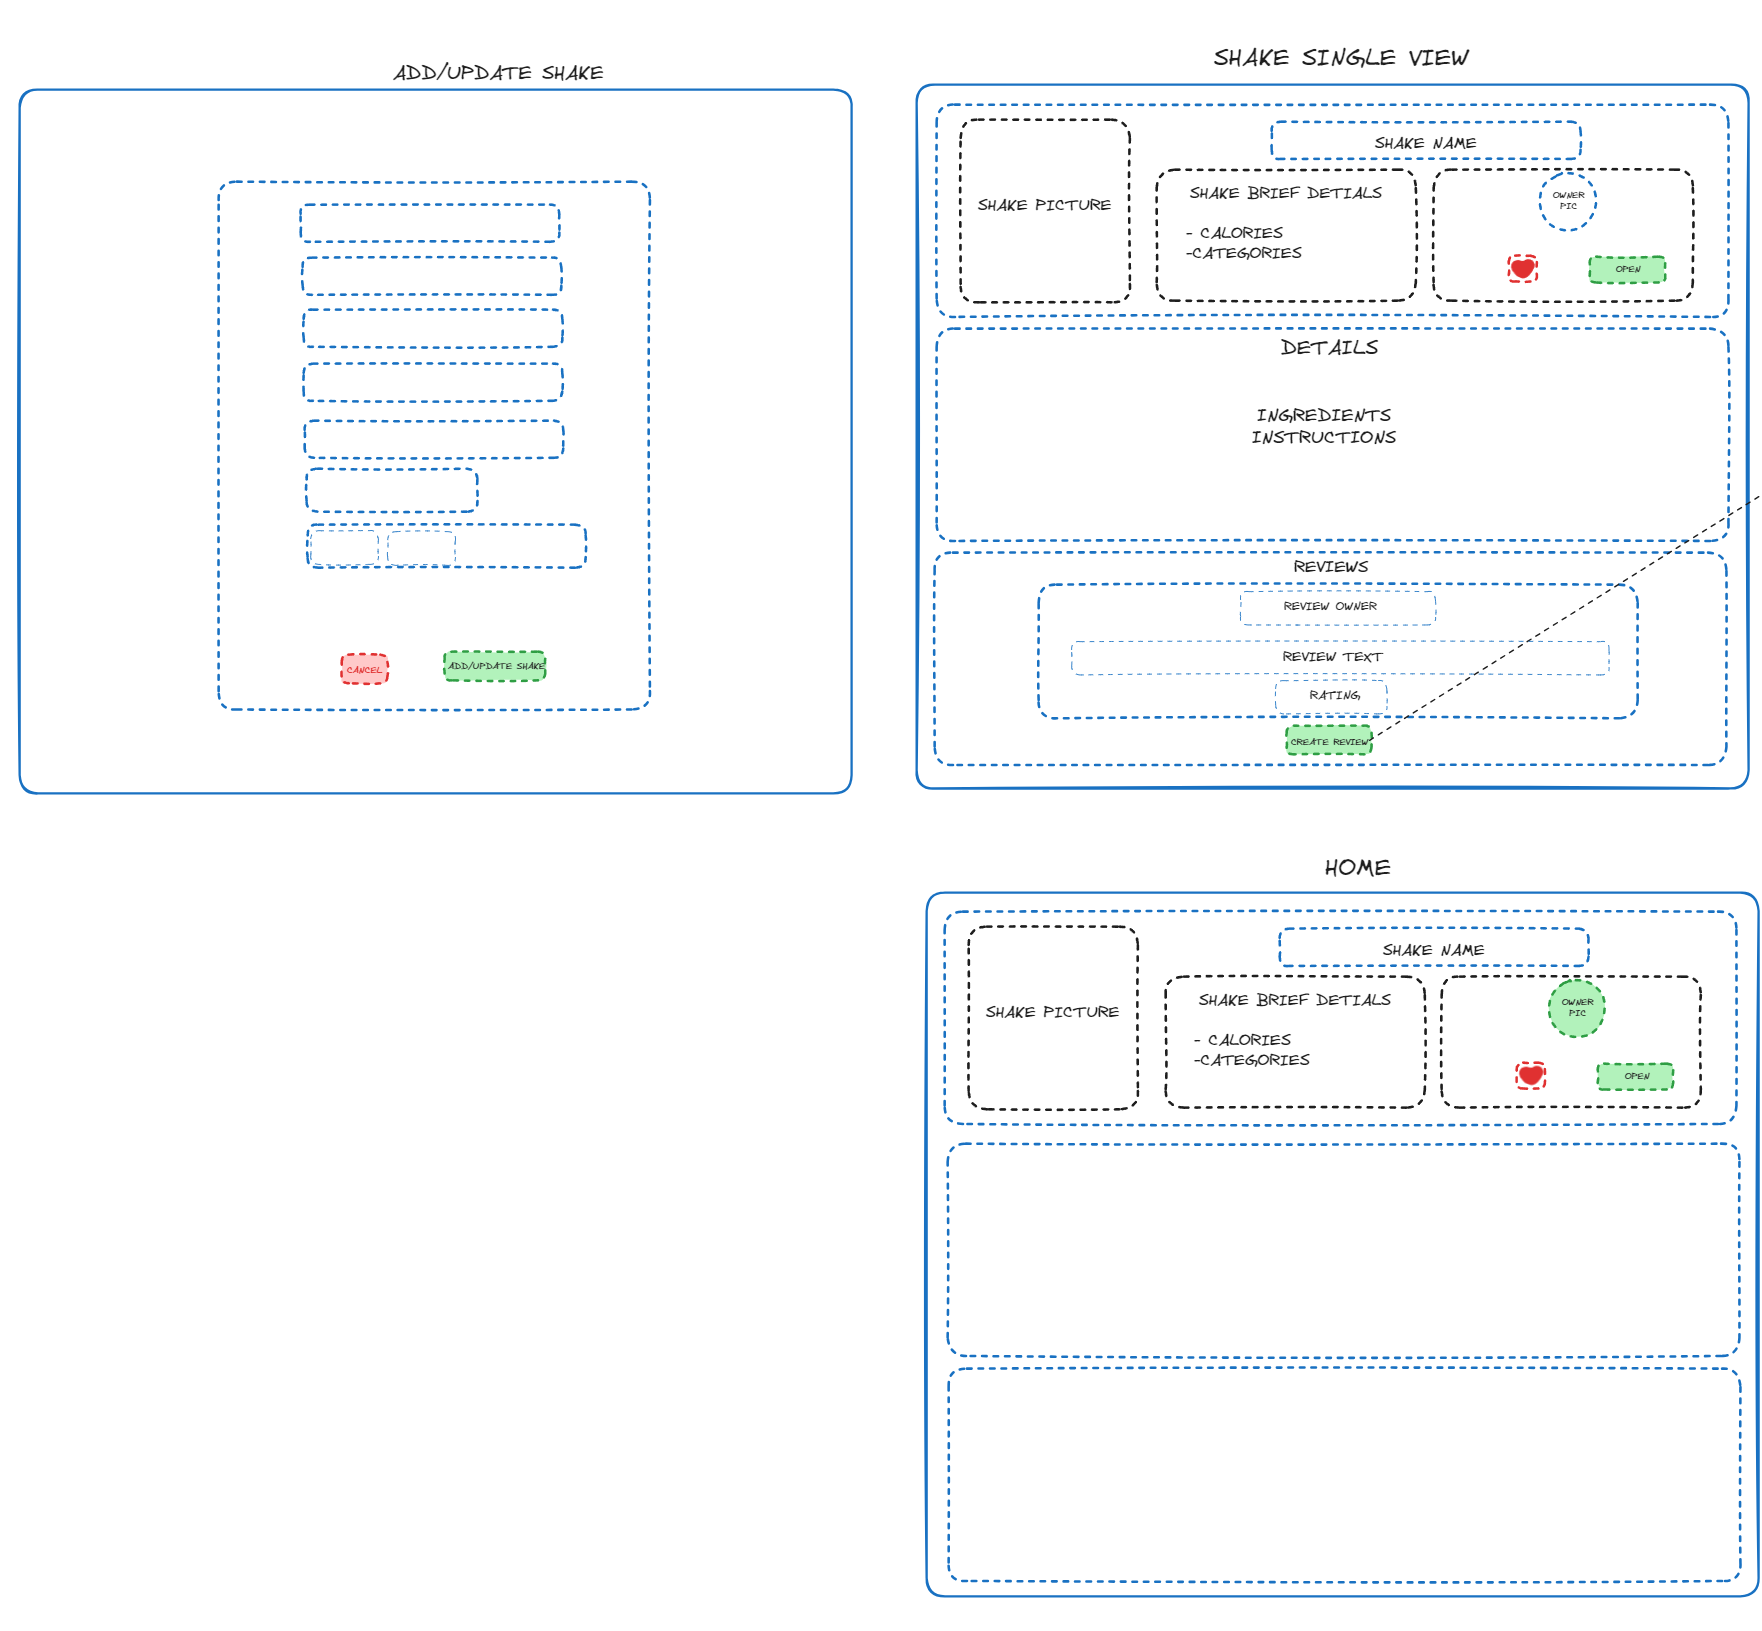 ADD/UPDATE SHAKE
CANCEL
ADD/UPDATE SHAKE
SHAKE SINGLE VIEW
SHAKE PICTURE
SHAKE NAME
SHAKE BRIEF DETIALS
- CALORIES
-CATEGORIES
OWNER
PIC
OPEN
DETAILS
INGREDIENTS
INSTRUCTIONS
REVIEWS
REVIEW OWNER
REVIEW TEXT
RATING
CREATE REVIEW
HOME
SHAKE PICTURE
SHAKE NAME
SHAKE BRIEF DETIALS
- CALORIES
-CATEGORIES
OWNER
PIC
OPEN